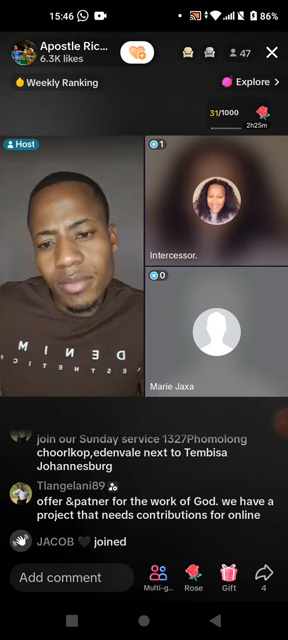 15:46
86%
Apostle Ric...
6.3K likes
47
Weekly Ranking
Explore >
31/1000
2h25m
Host
1
Intercessor.
0
Marie Jaxa
join our Sunday service 1327Phomolong
choorlkop,edenvale next to Tembisa
Johannesburg
Tlangelani89
offer &patner for the work of God. we have a
project that needs contributions for online
JACOB 🖤 joined
Add comment
Multi-g...
Rose
Gift
4